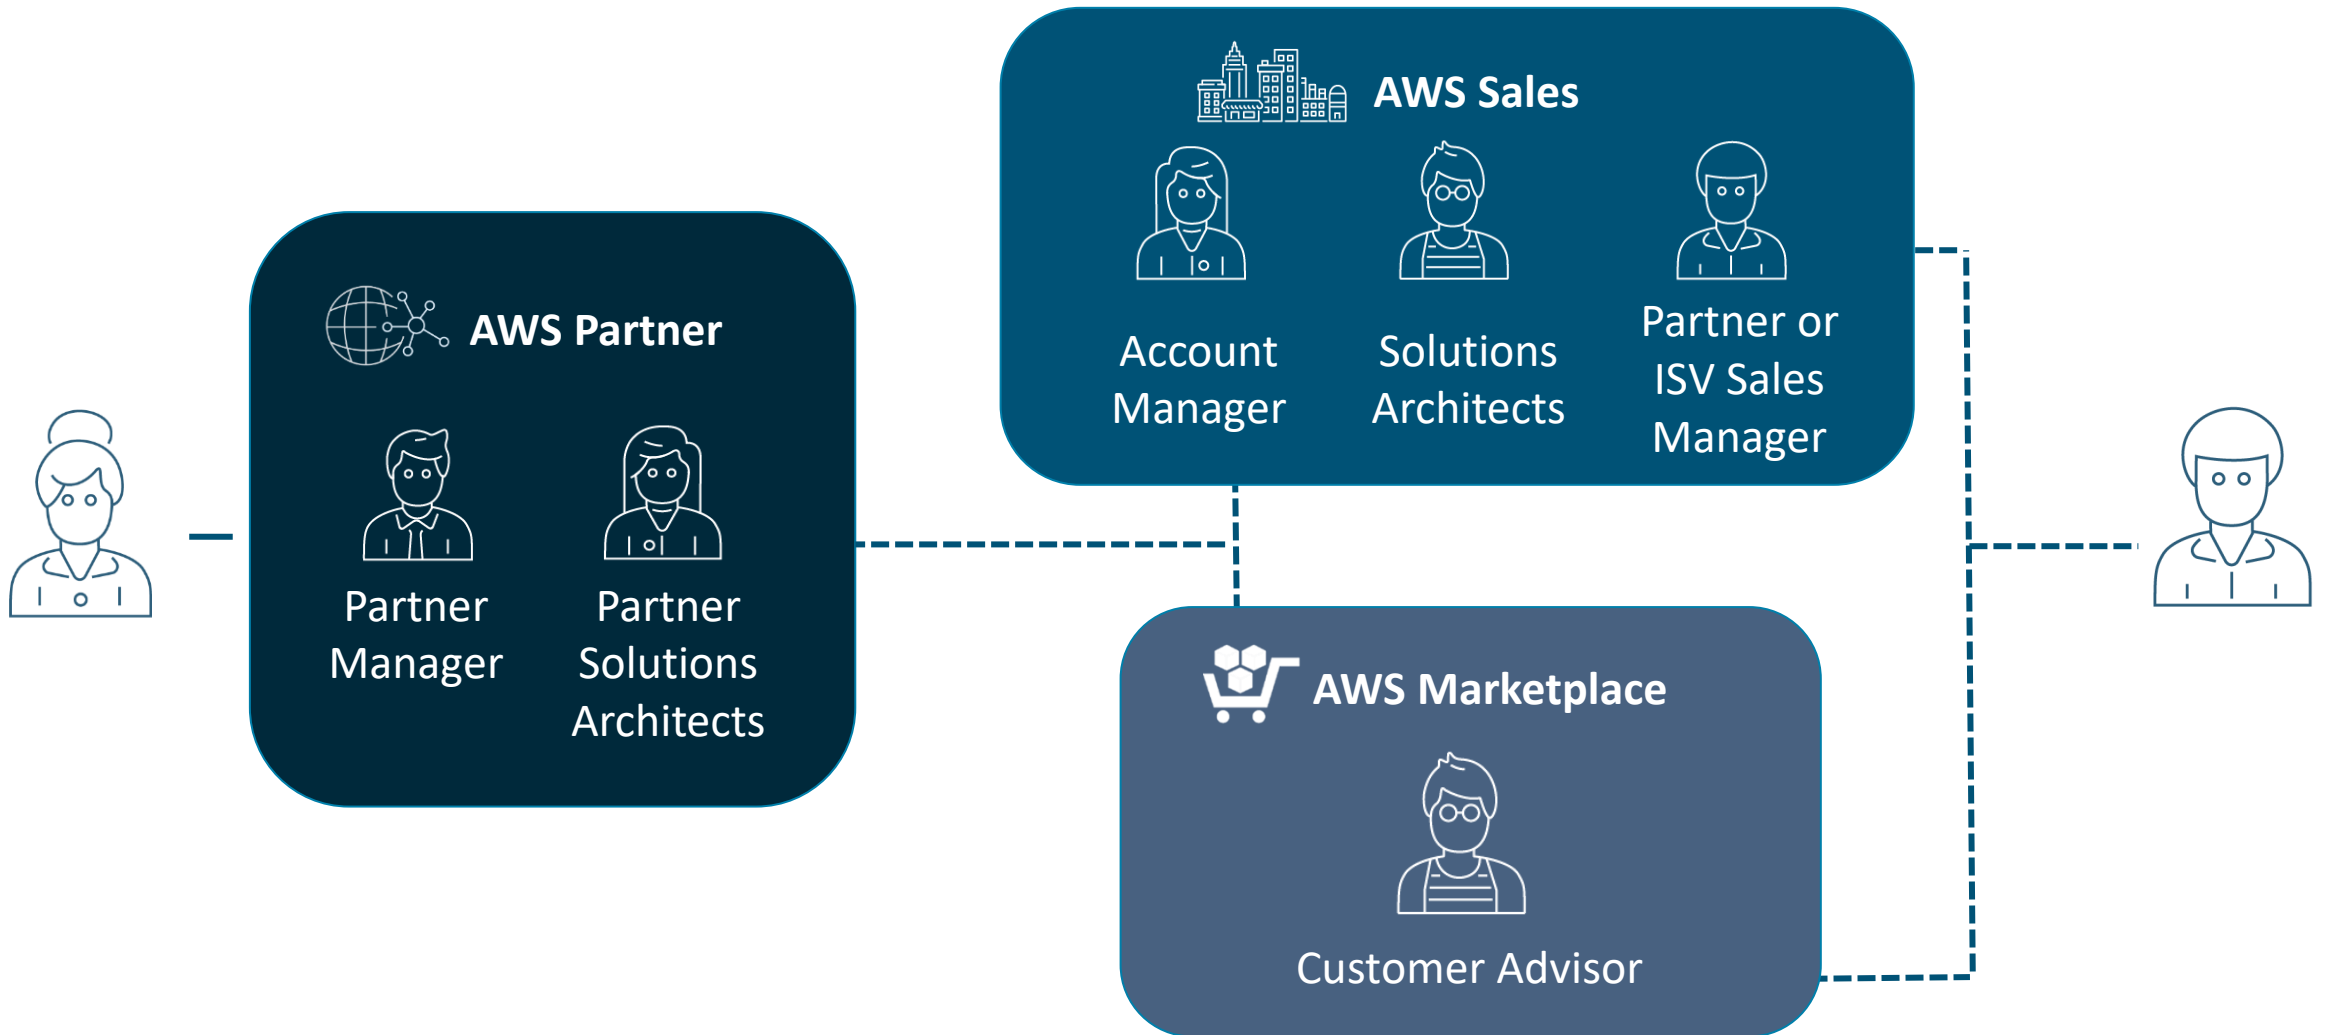 AWS Partner
Partner
Manager
Partner
Solutions
Architects
AWS Sales
Account
Manager
Solutions
Architects
Partner or
ISV Sales
Manager
AWS Marketplace
Customer Advisor